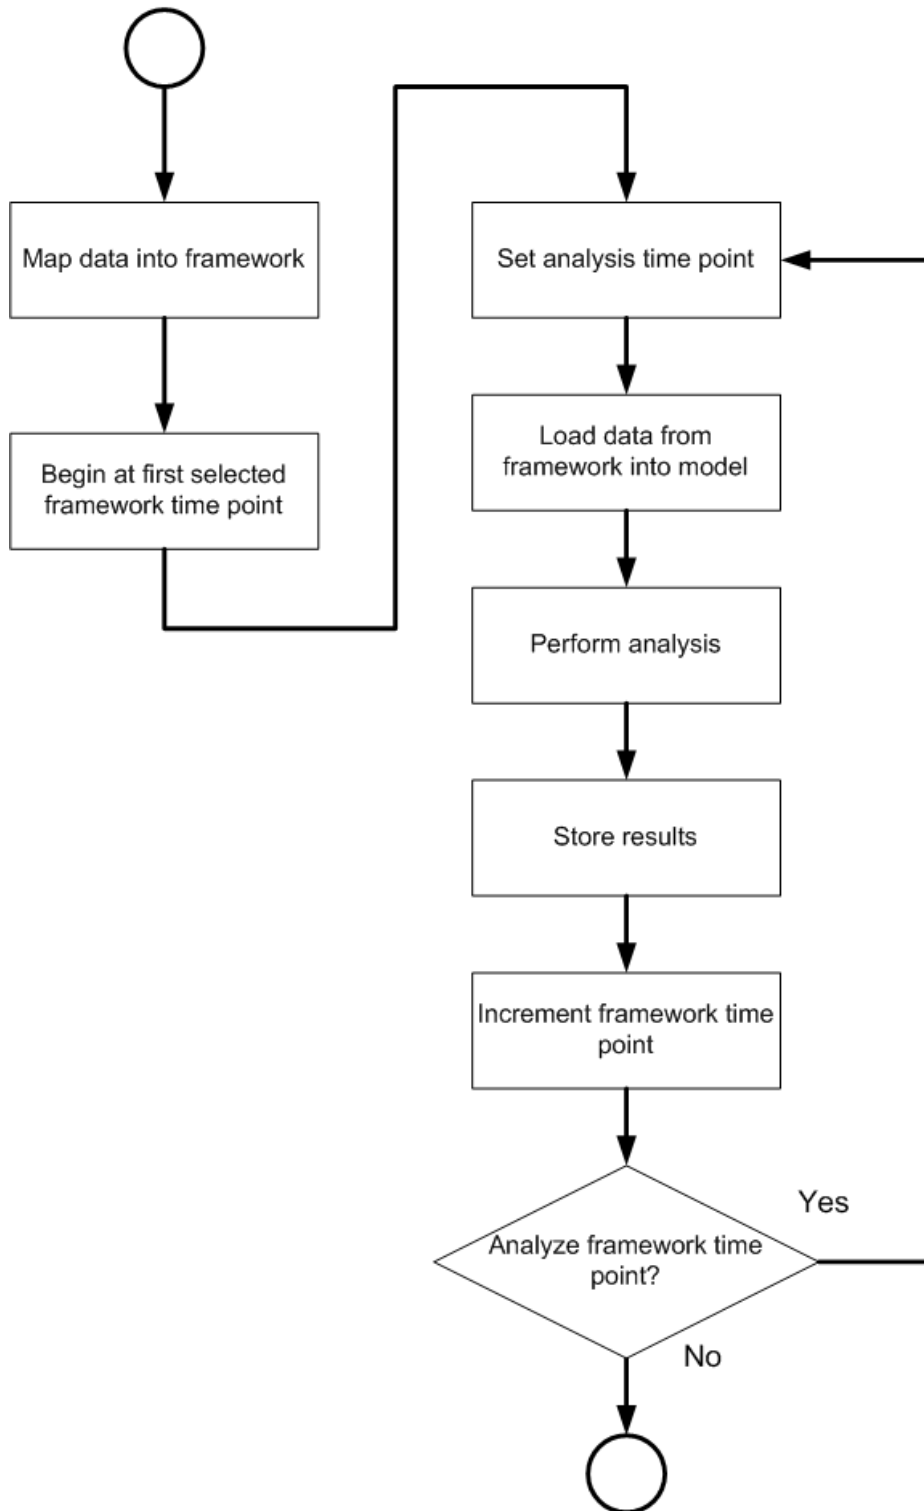 Map data into framework
Begin at first selected
framework time point
Set analysis time point
Load data from
framework into model
Perform analysis
Store results
Increment framework time
point
Analyze framework time
point?
Yes
No